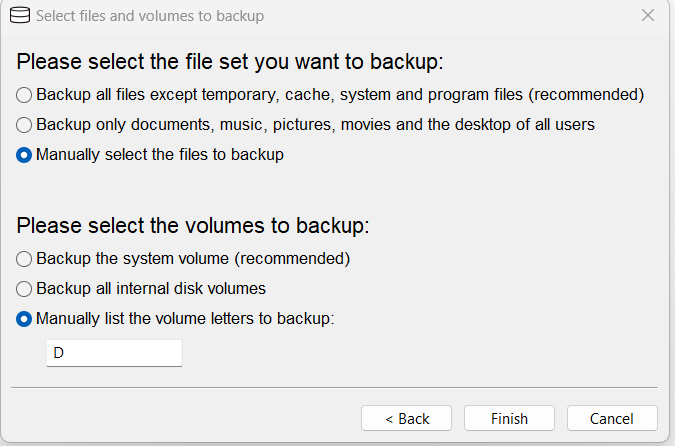 Select files and volumes to backup
Please select the file set you want to backup:
Backup all files except temporary, cache, system and program files (recommended)
Backup only documents, music, pictures, movies and the desktop of all users
Manually select the files to backup
Please select the volumes to backup:
Backup the system volume (recommended)
Backup all internal disk volumes
Manually list the volume letters to backup:
D
< Back Finish Cancel